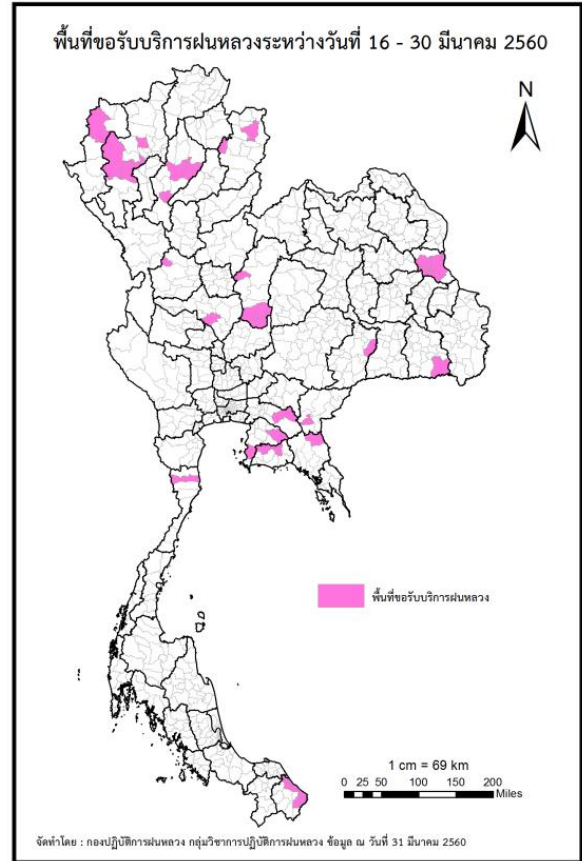 พื้นที่ขอรับบริการฝนหลวงระหว่างวันที่ 16 - 30 มีนาคม 2560
N
พื้นที่ขอรับบริการฝนหลวง
1 cm = 69 km
0 25 50 100 150 200
Miles
จัดทำโดย : กองปฏิบัติการฝนหลวง กลุ่มวิชาการปฏิบัติการฝนหลวง ข้อมูล ณ วันที่ 31 มีนาคม 2560